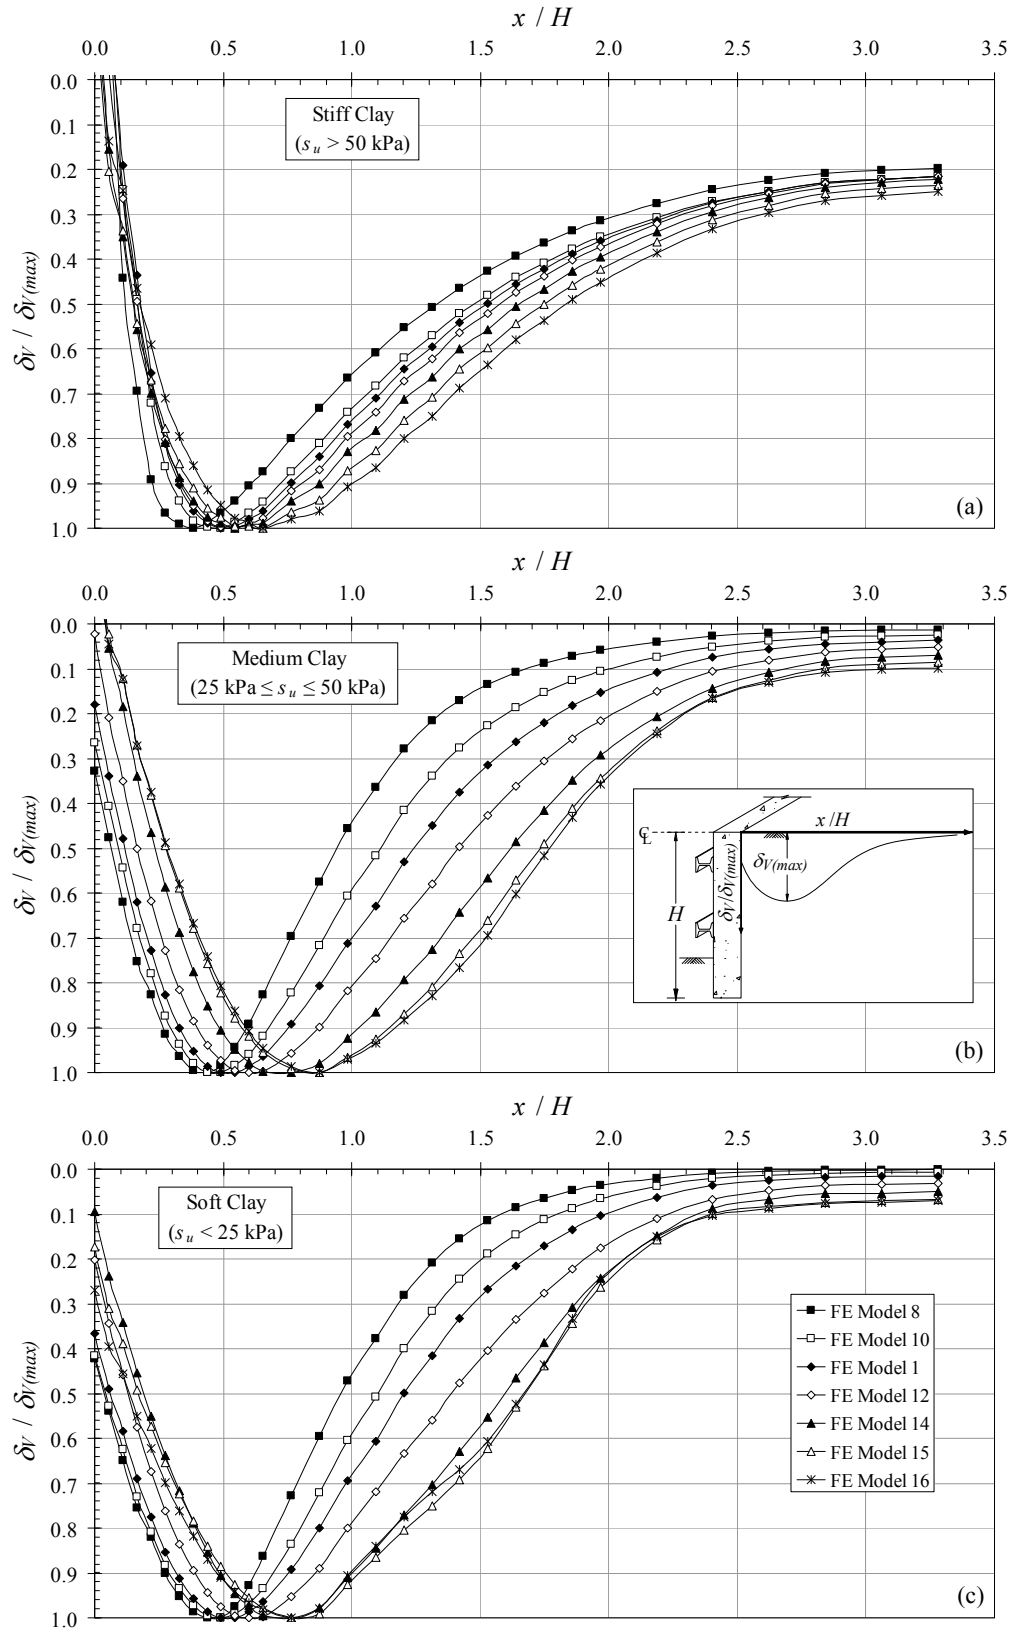 x / H
0.0 0.5 1.0 1.5 2.0 2.5 3.0 3.5
0.0
0.1
0.2
0.3
0.4
0.5
0.6
0.7
0.8
0.9
1.0
δV / δV(max)
Stiff Clay
(su > 50 kPa)
(a)
x / H
0.0 0.5 1.0 1.5 2.0 2.5 3.0 3.5
0.0
0.1
0.2
0.3
0.4
0.5
0.6
0.7
0.8
0.9
1.0
δV / δV(max)
Medium Clay
(25 kPa ≤ su ≤ 50 kPa)
℄
x /H
δV(max)
δV/δV(max)
H
(b)
x / H
0.0 0.5 1.0 1.5 2.0 2.5 3.0 3.5
0.0
0.1
0.2
0.3
0.4
0.5
0.6
0.7
0.8
0.9
1.0
δV / δV(max)
Soft Clay
(su < 25 kPa)
FE Model 8
FE Model 10
FE Model 1
FE Model 12
FE Model 14
FE Model 15
FE Model 16
(c)